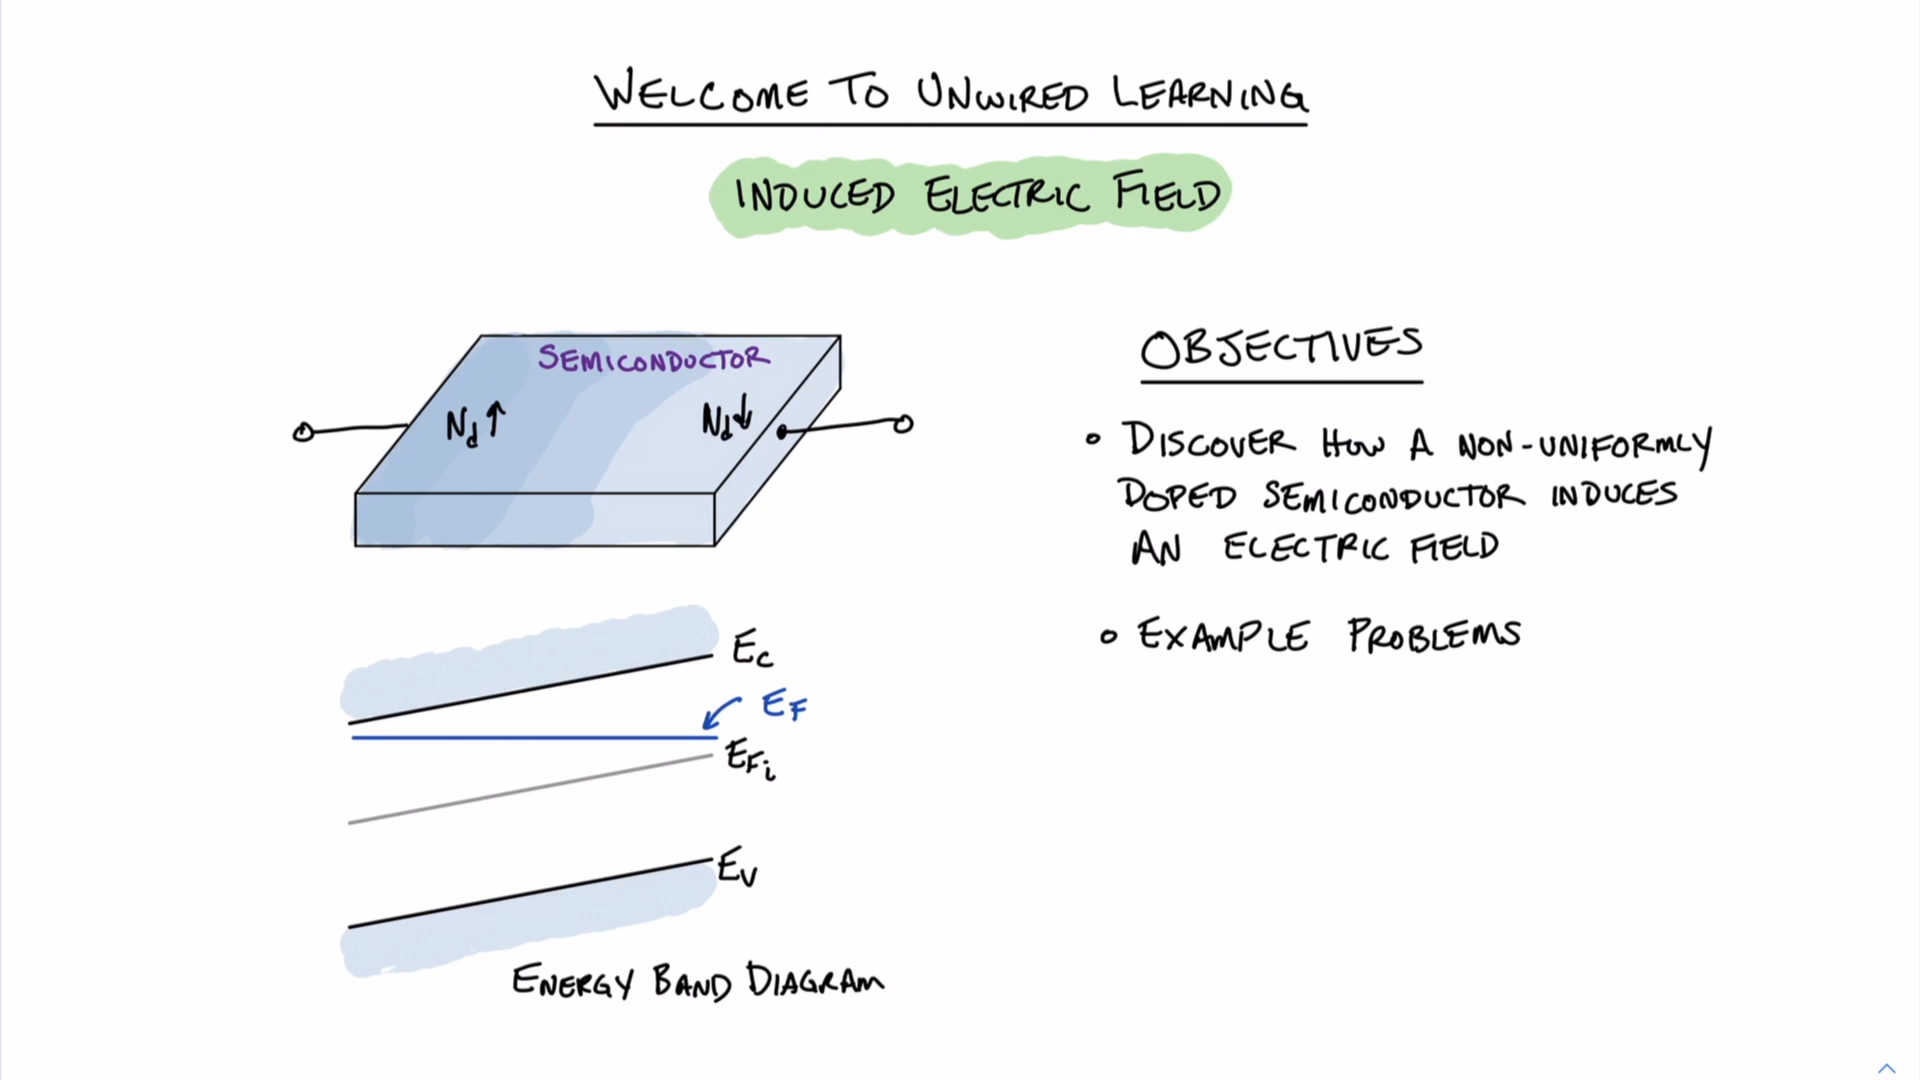 WELCOME TO UNWIRED LEARNING
INDUCED ELECTRIC FIELD
SEMICONDUCTOR
Nd↑
Nd↓
OBJECTIVES
• DISCOVER HOW A NON-UNIFORMLY
DOPED SEMICONDUCTOR INDUCES
AN ELECTRIC FIELD
• EXAMPLE PROBLEMS
Ec
EF
EFi
Ev
ENERGY BAND DIAGRAM